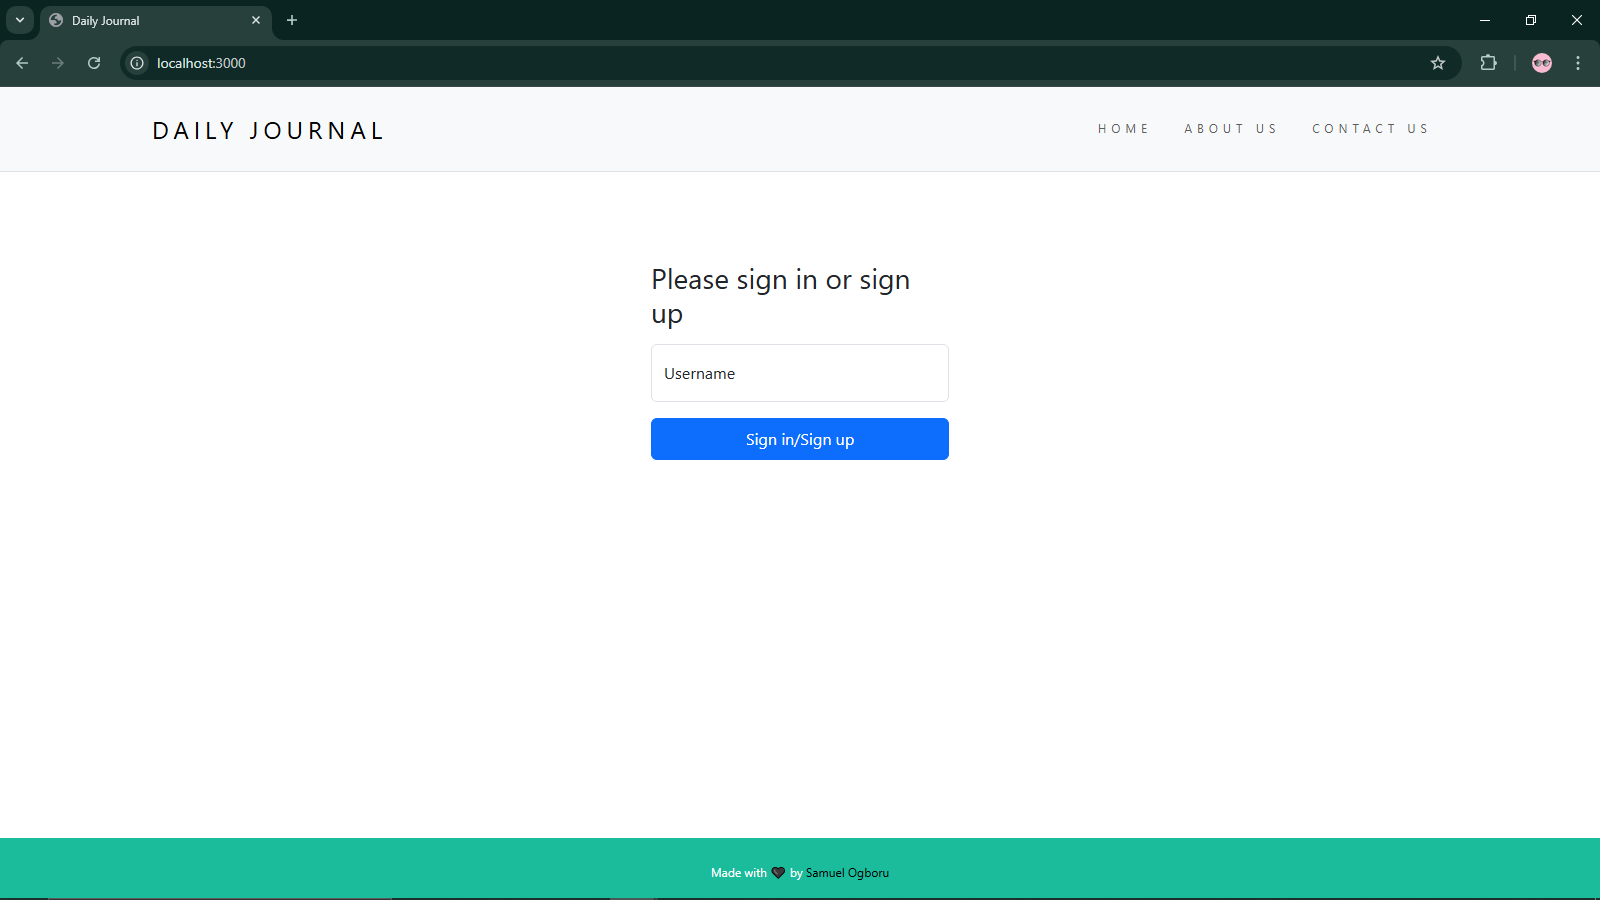 Daily Journal
localhost:3000
DAILY JOURNAL
HOME ABOUT US CONTACT US
Please sign in or sign
up
Username
Sign in/Sign up
Made with 🖤 by Samuel Ogboru